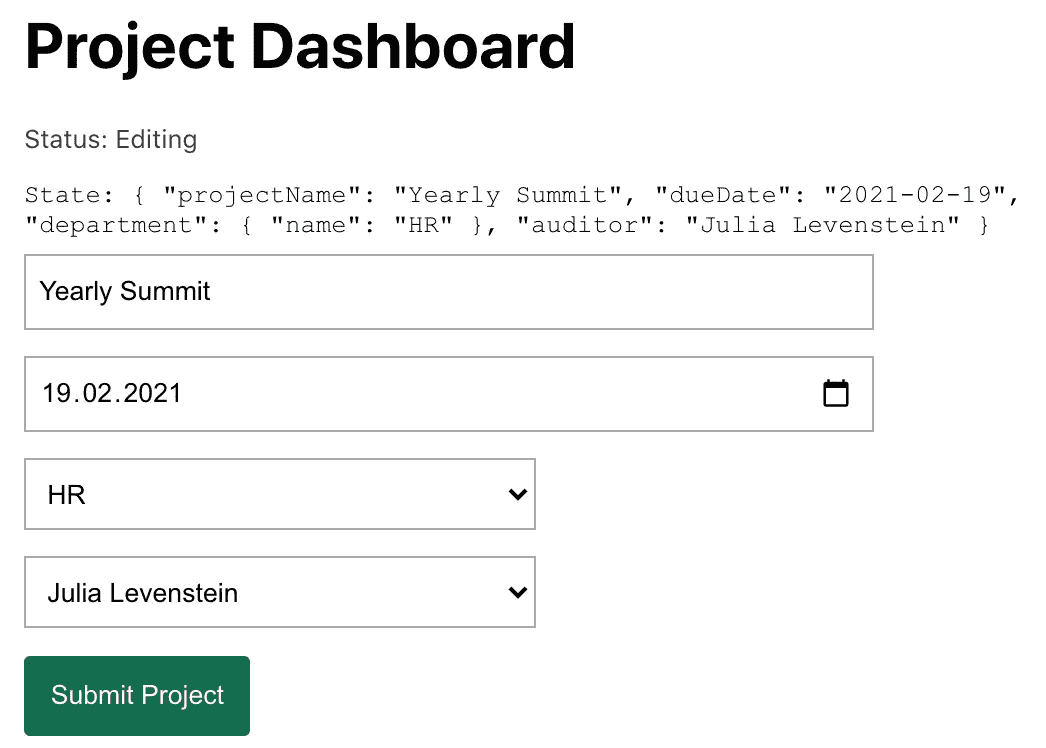 Project Dashboard
Status: Editing
State: { "projectName": "Yearly Summit", "dueDate": "2021-02-19",
"department": { "name": "HR" }, "auditor": "Julia Levenstein" }
Yearly Summit
19.02.2021
HR
Julia Levenstein
Submit Project